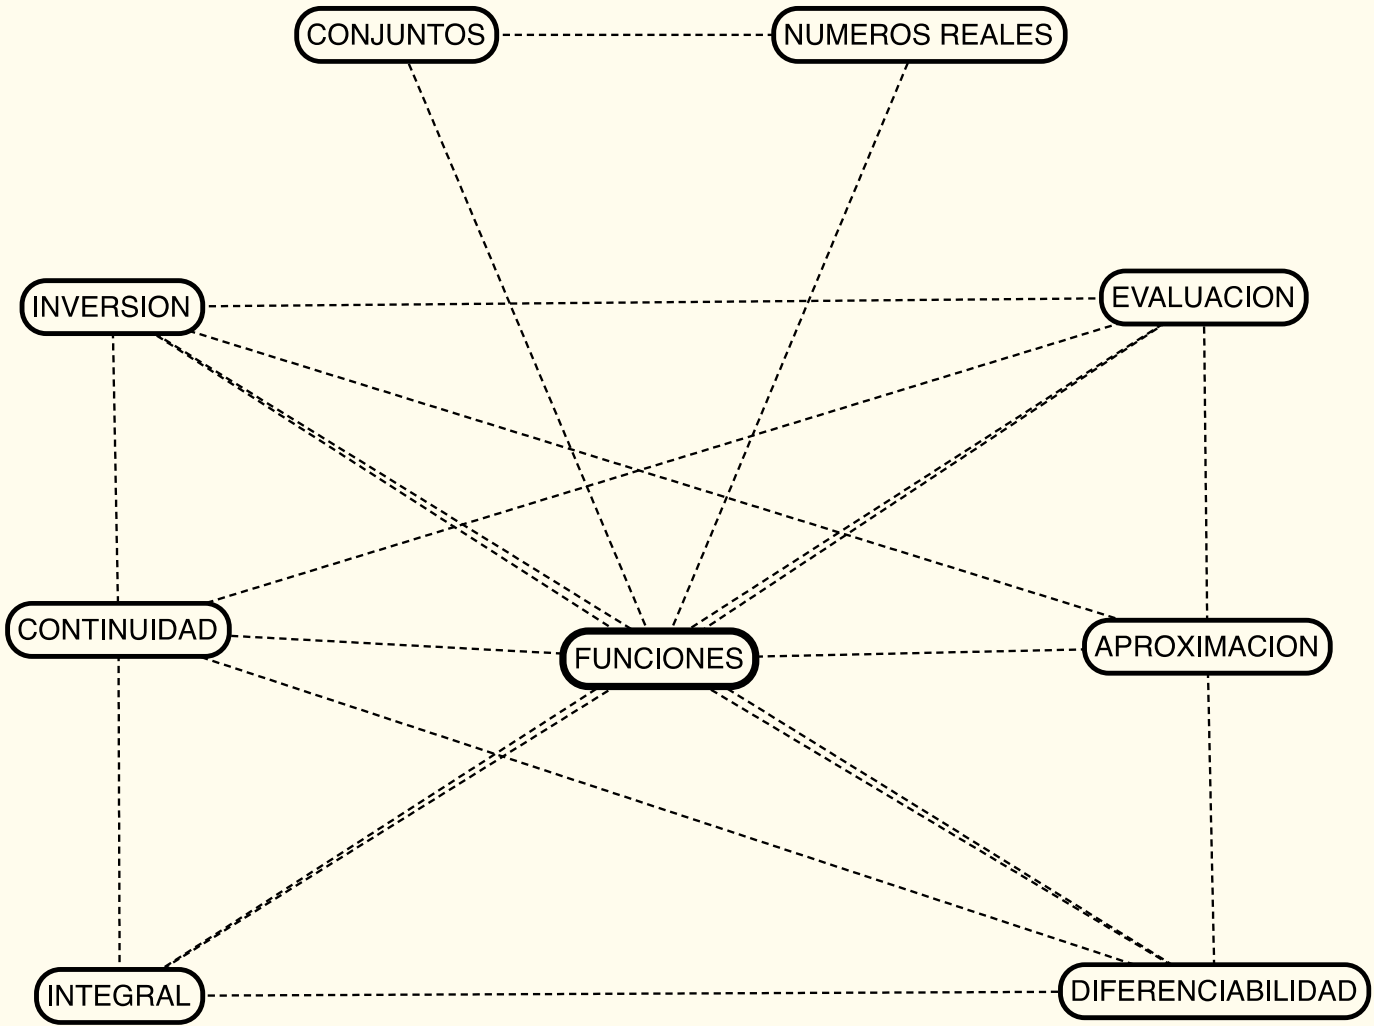 CONJUNTOS
NUMEROS REALES
INVERSION
EVALUACION
CONTINUIDAD
FUNCIONES
APROXIMACION
INTEGRAL
DIFERENCIABILIDAD